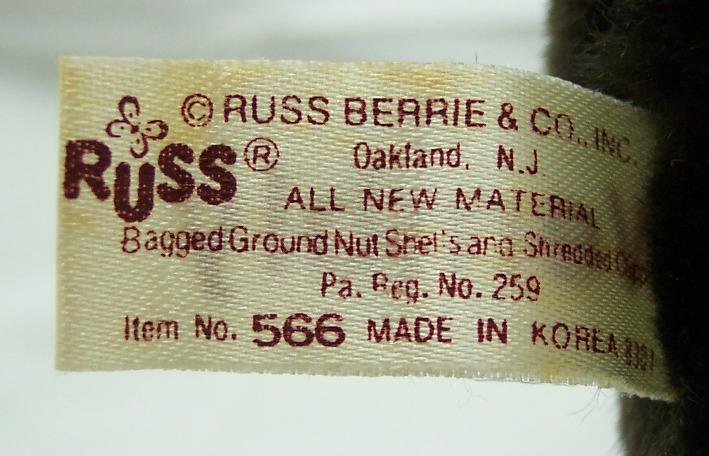 © RUSS BERRIE & CO., INC.
RUSS®
Oakland, N.J
ALL NEW MATERIAL
Bagged Ground Nut Shells and Shredded
Pa. Reg. No. 259
Item No. 566 MADE IN KOREA